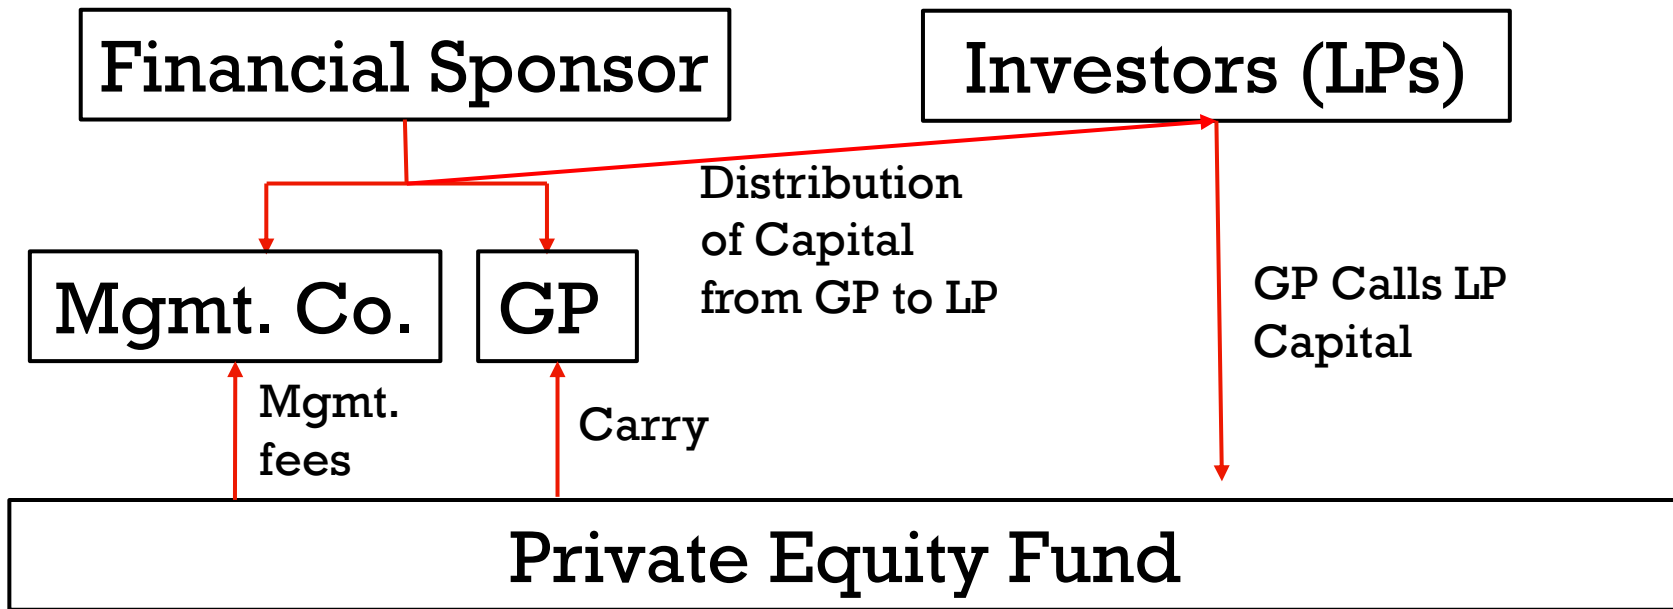 Financial Sponsor
Investors (LPs)
Distribution
of Capital
from GP to LP
Mgmt. Co.
GP
GP Calls LP
Capital
Mgmt.
fees
Carry
Private Equity Fund